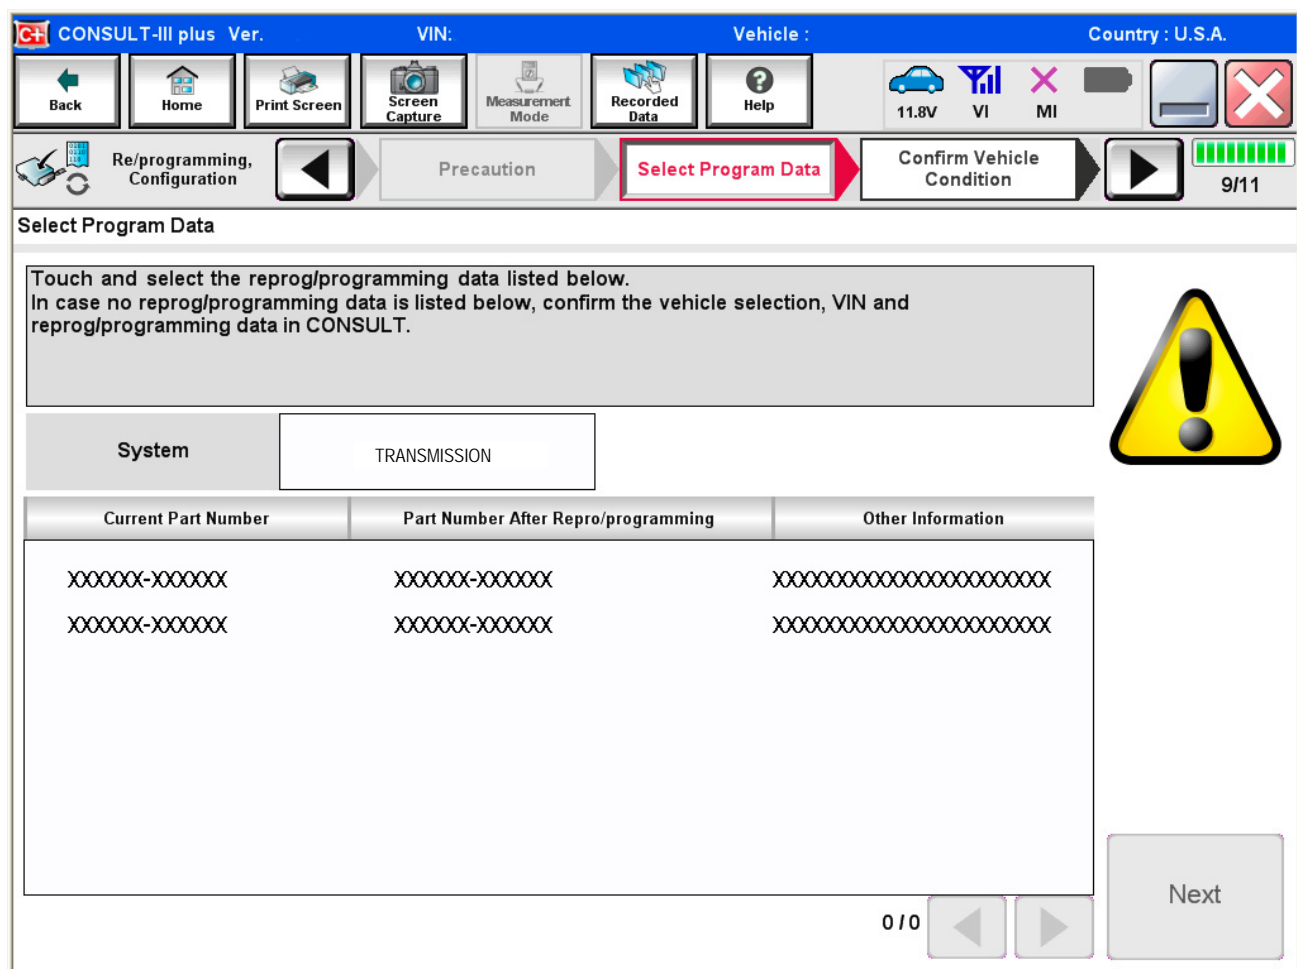 C+ CONSULT-III plus Ver. VIN: Vehicle : Country : U.S.A.
Back
Home
Print Screen
Screen Capture
Measurement Mode
Recorded Data
Help
11.8V VI MI
Re/programming, Configuration
Precaution
Select Program Data
Confirm Vehicle Condition
9/11
Select Program Data
Touch and select the reprog/programming data listed below.
In case no reprog/programming data is listed below, confirm the vehicle selection, VIN and
reprog/programming data in CONSULT.
System TRANSMISSION
Current Part Number Part Number After Repro/programming Other Information
XXXXXX-XXXXXX XXXXXX-XXXXXX XXXXXXXXXXXXXXXXXXXXXX
XXXXXX-XXXXXX XXXXXX-XXXXXX XXXXXXXXXXXXXXXXXXXXXX
Next
0/0